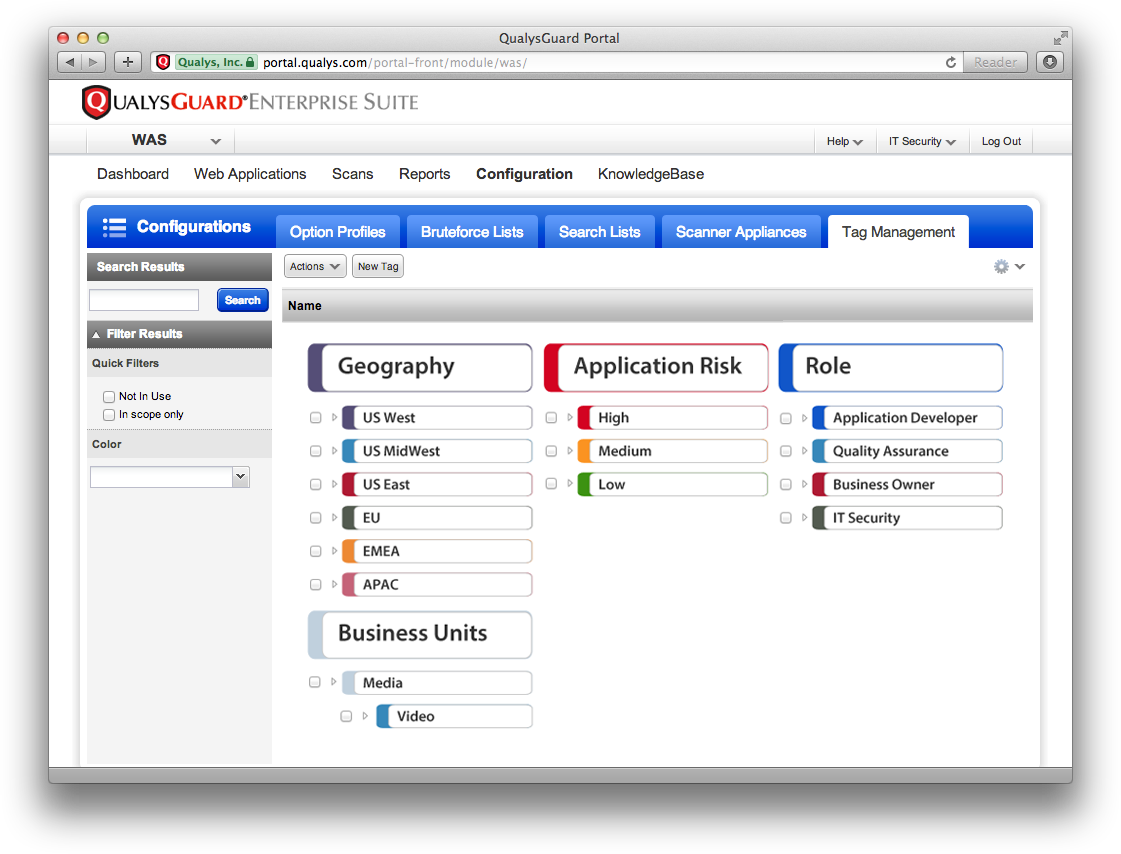 QualysGuard Portal
Qualys, Inc. portal.qualys.com/portal-front/module/was/ Reader
QUALYSGUARD® ENTERPRISE SUITE
WAS Help IT Security Log Out
Dashboard Web Applications Scans Reports Configuration KnowledgeBase
Configurations Option Profiles Bruteforce Lists Search Lists Scanner Appliances Tag Management
Search Results
Actions New Tag
Search
Name
Filter Results
Quick Filters
Not In Use
In scope only
Color
Geography
US West
US MidWest
US East
EU
EMEA
APAC
Application Risk
High
Medium
Low
Role
Application Developer
Quality Assurance
Business Owner
IT Security
Business Units
Media
Video